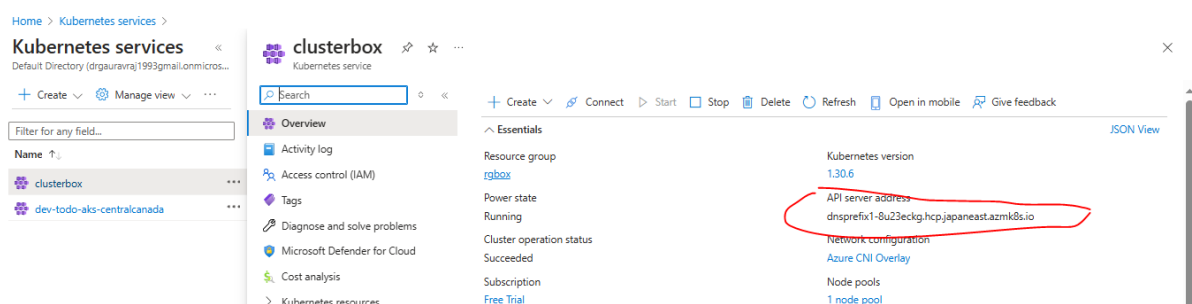 Home > Kubernetes services >
Kubernetes services «
Default Directory (drgauravraj1993gmail.onmicros...
+ Create Manage view ...
Filter for any field...
Name ↑↓
clusterbox ...
dev-todo-aks-centralcanada ...
clusterbox ...
Kubernetes service
Search «
Overview
Activity log
Access control (IAM)
Tags
Diagnose and solve problems
Microsoft Defender for Cloud
Cost analysis
> Kubernetes resources
+ Create Connect Start Stop Delete Refresh Open in mobile Give feedback
Essentials JSON View
Resource group
rgbox
Power state
Running
Cluster operation status
Succeeded
Subscription
Free Trial
Kubernetes version
1.30.6
API server address
dnsprefix1-8u23eckg.hcp.japaneast.azmk8s.io
Network configuration
Azure CNI Overlay
Node pools
1 node pool